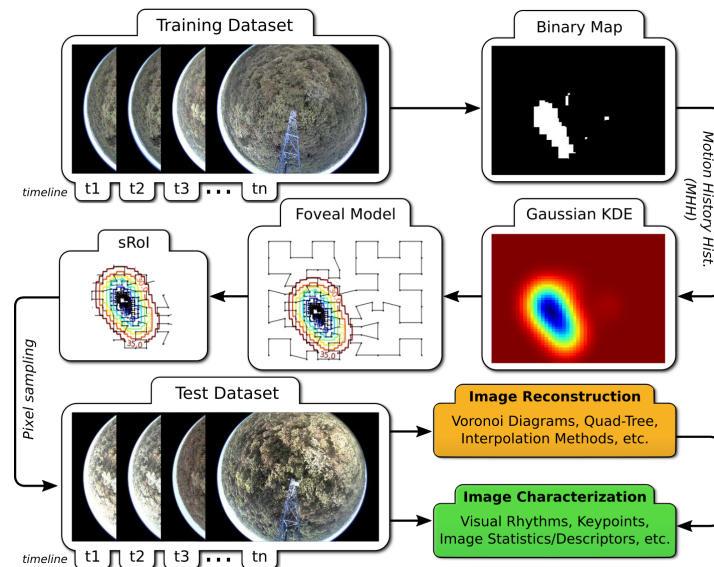 Training Dataset
Binary Map
timeline
t1
t2
t3
...
tn
Motion History Hist.
(MHH)
sRoI
Foveal Model
Gaussian KDE
35.0
35.0
Pixel sampling
Test Dataset
Image Reconstruction
Voronoi Diagrams, Quad-Tree,
Interpolation Methods, etc.
Image Characterization
Visual Rhythms, Keypoints,
Image Statistics/Descriptors, etc.
timeline
t1
t2
t3
...
tn